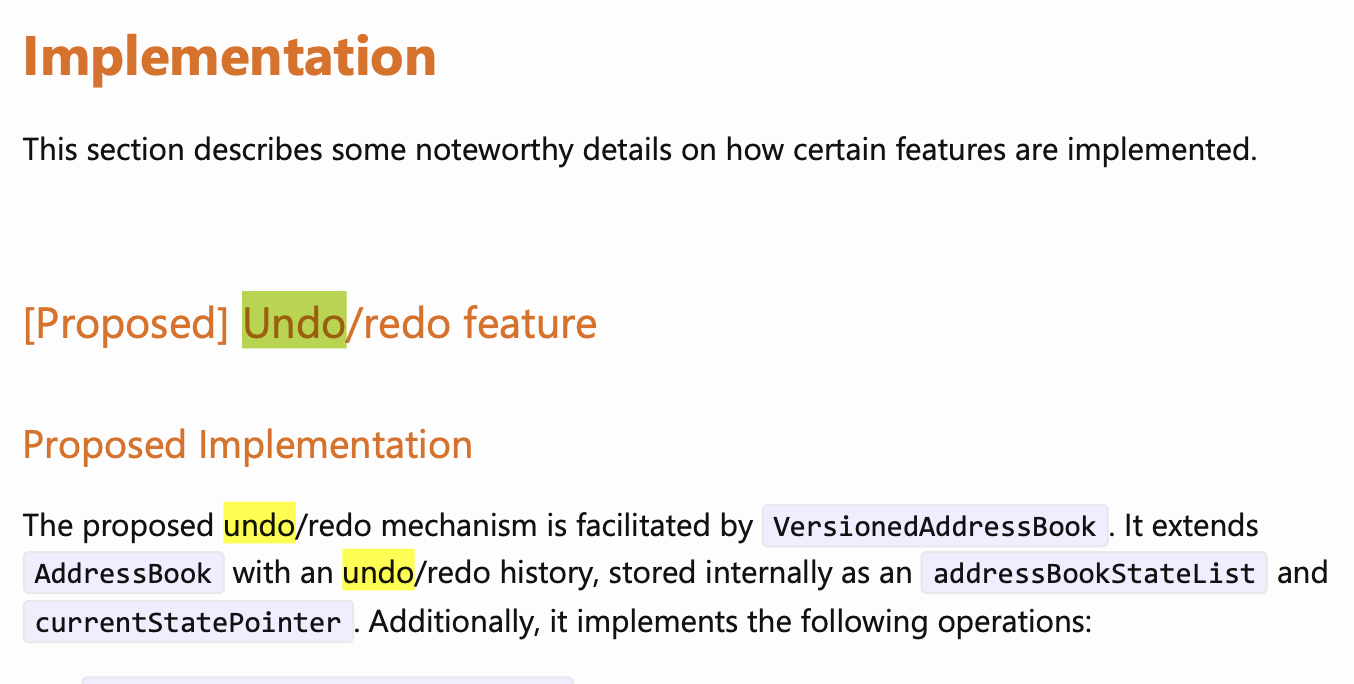 Implementation
This section describes some noteworthy details on how certain features are implemented.
[Proposed] Undo/redo feature
Proposed Implementation
The proposed undo/redo mechanism is facilitated by VersionedAddressBook. It extends
AddressBook with an undo/redo history, stored internally as an addressBookStateList and
currentStatePointer. Additionally, it implements the following operations: